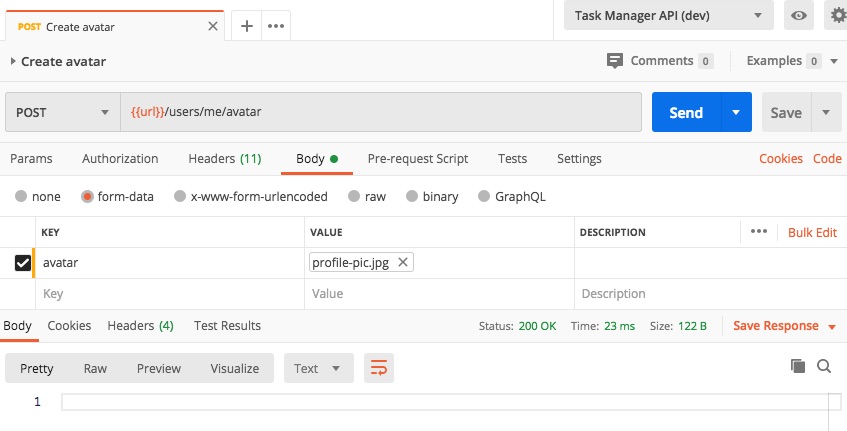 POST Create avatar
Task Manager API (dev)
Create avatar
Comments 0
Examples 0
POST
{{url}}/users/me/avatar
Send
Save
Params Authorization Headers (11) Body Pre-request Script Tests Settings Cookies Code
none form-data x-www-form-urlencoded raw binary GraphQL
KEY VALUE DESCRIPTION Bulk Edit
avatar profile-pic.jpg
Key Value Description
Body Cookies Headers (4) Test Results Status: 200 OK Time: 23 ms Size: 122 B Save Response
Pretty Raw Preview Visualize Text
1